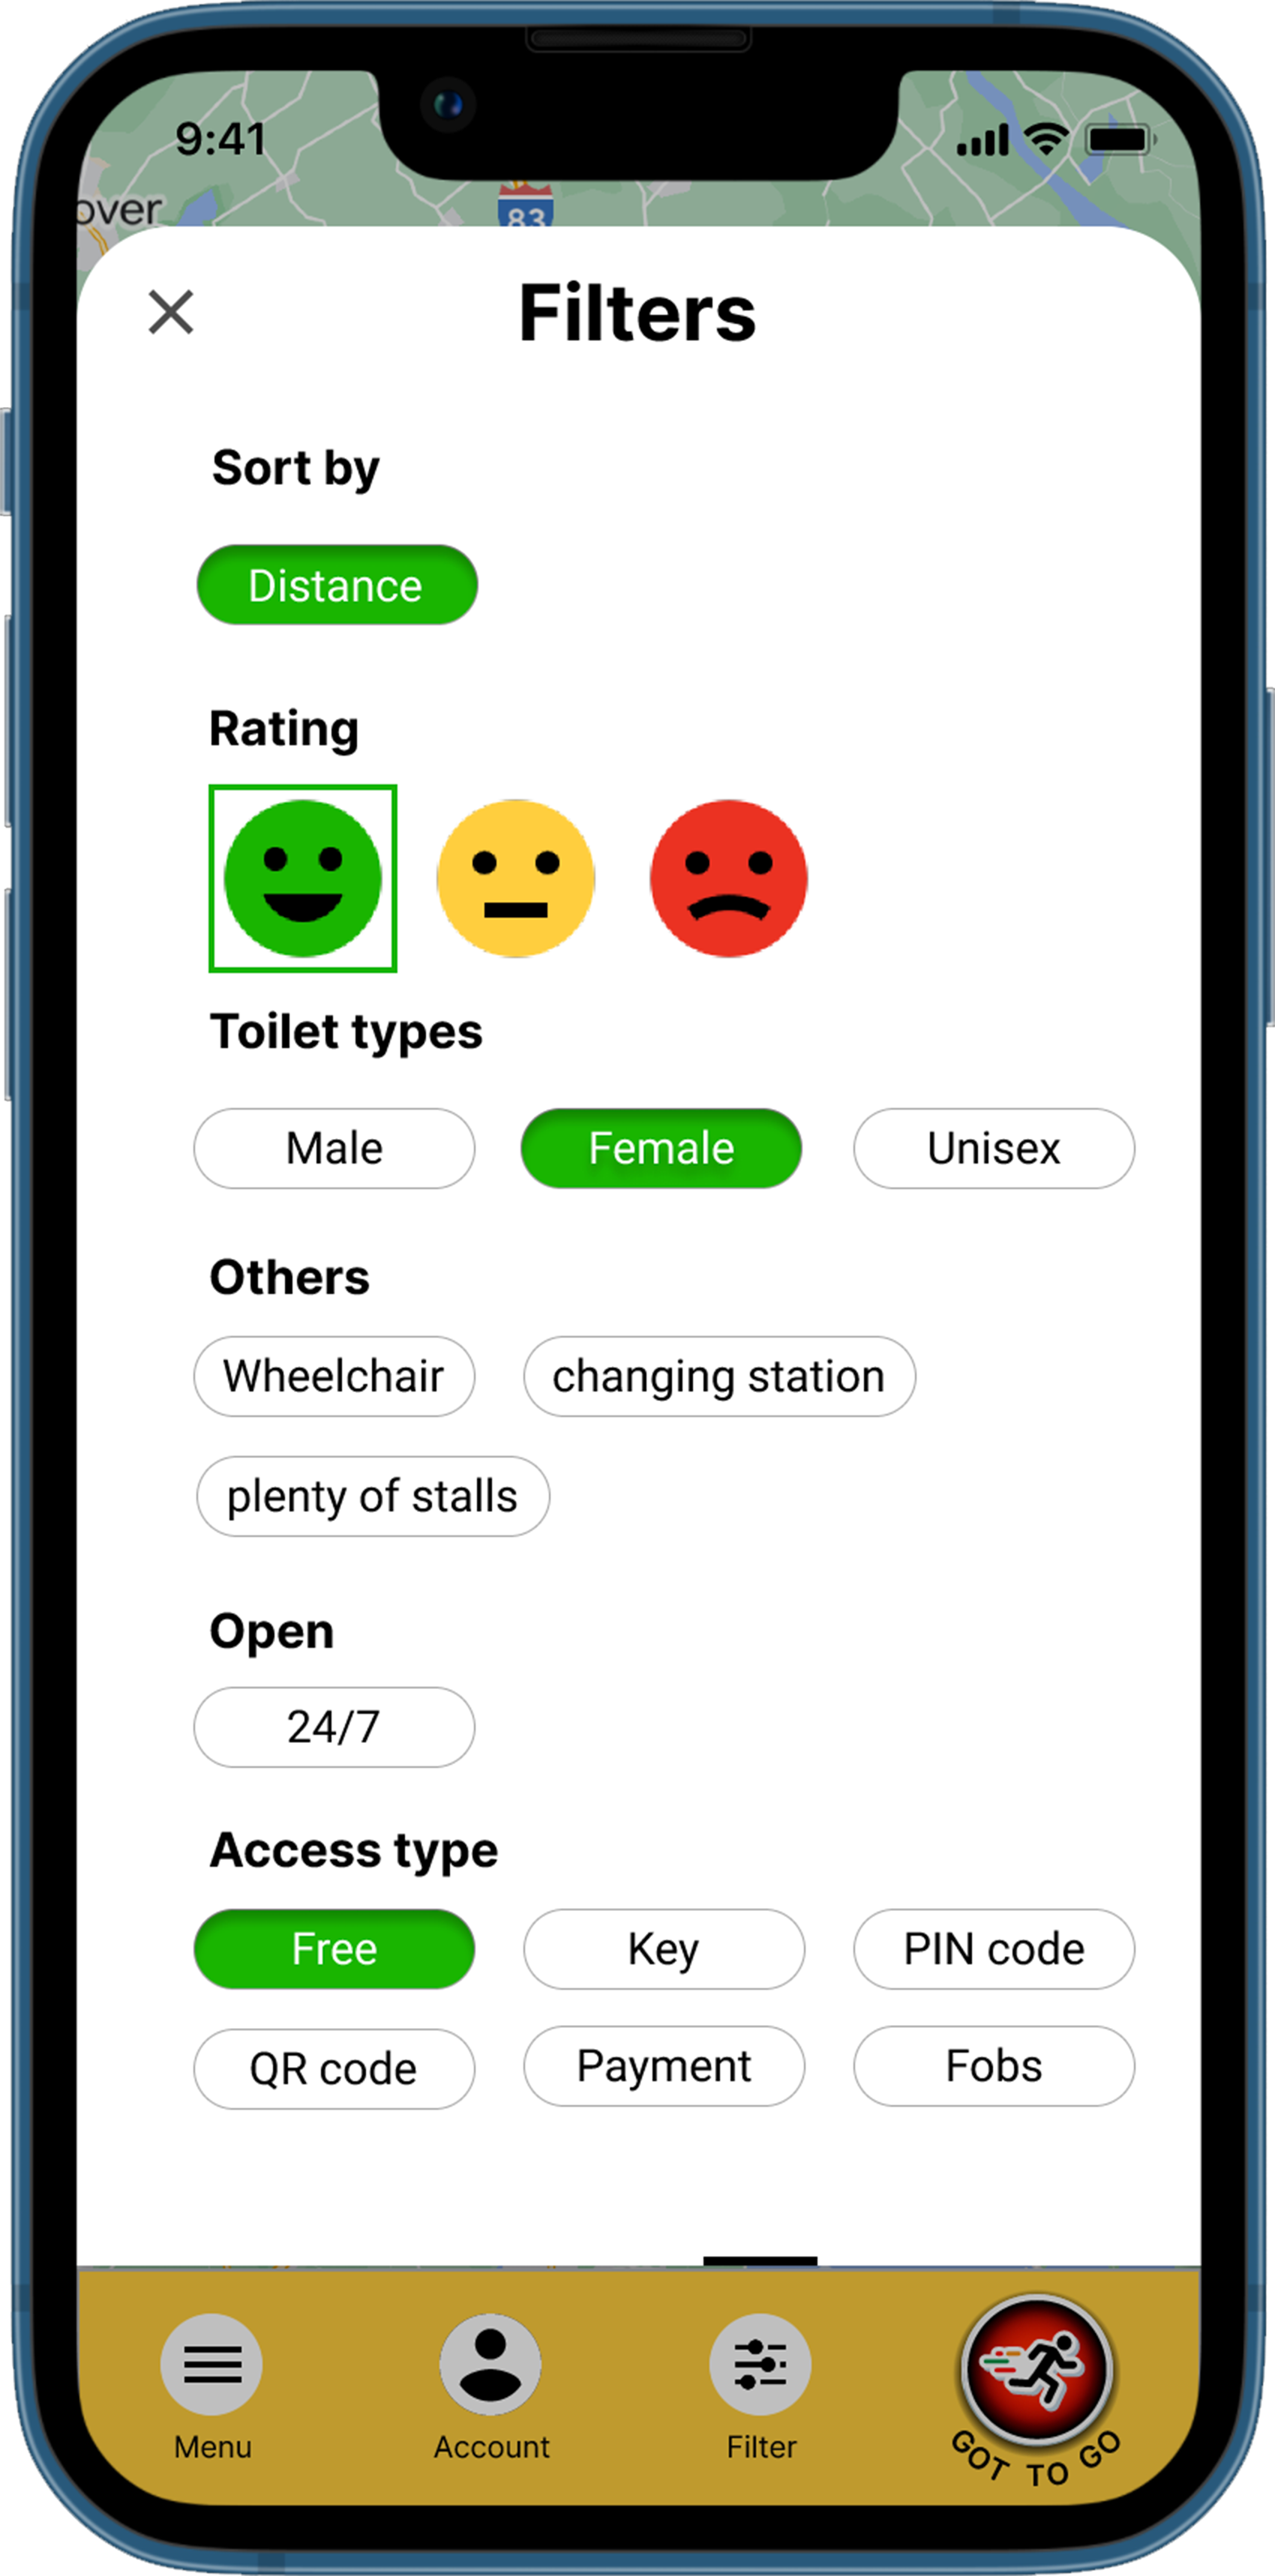 9:41
over
83
Filters
Sort by
Distance
Rating
Toilet types
Male Female Unisex
Others
Wheelchair changing station
plenty of stalls
Open
24/7
Access type
Free Key PIN code
QR code Payment Fobs
Menu Account Filter GOT TO GO